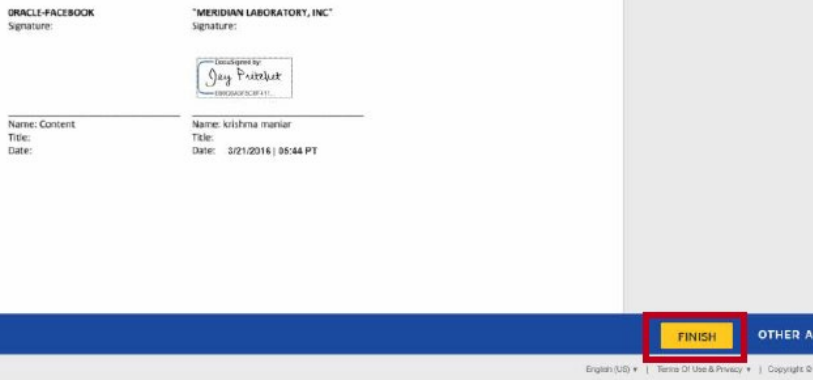 ORACLE-FACEBOOK
Signature:
"MERIDIAN LABORATORY, INC"
Signature:
DocuSigned by:
Jay Pritchet
Name: Content
Title:
Date:
Name: krishma maniar
Title:
Date: 3/21/2016 | 05:44 PT
FINISH
OTHER A
English (US) ▾ | Terms Of Use & Privacy ▾ | Copyright ©